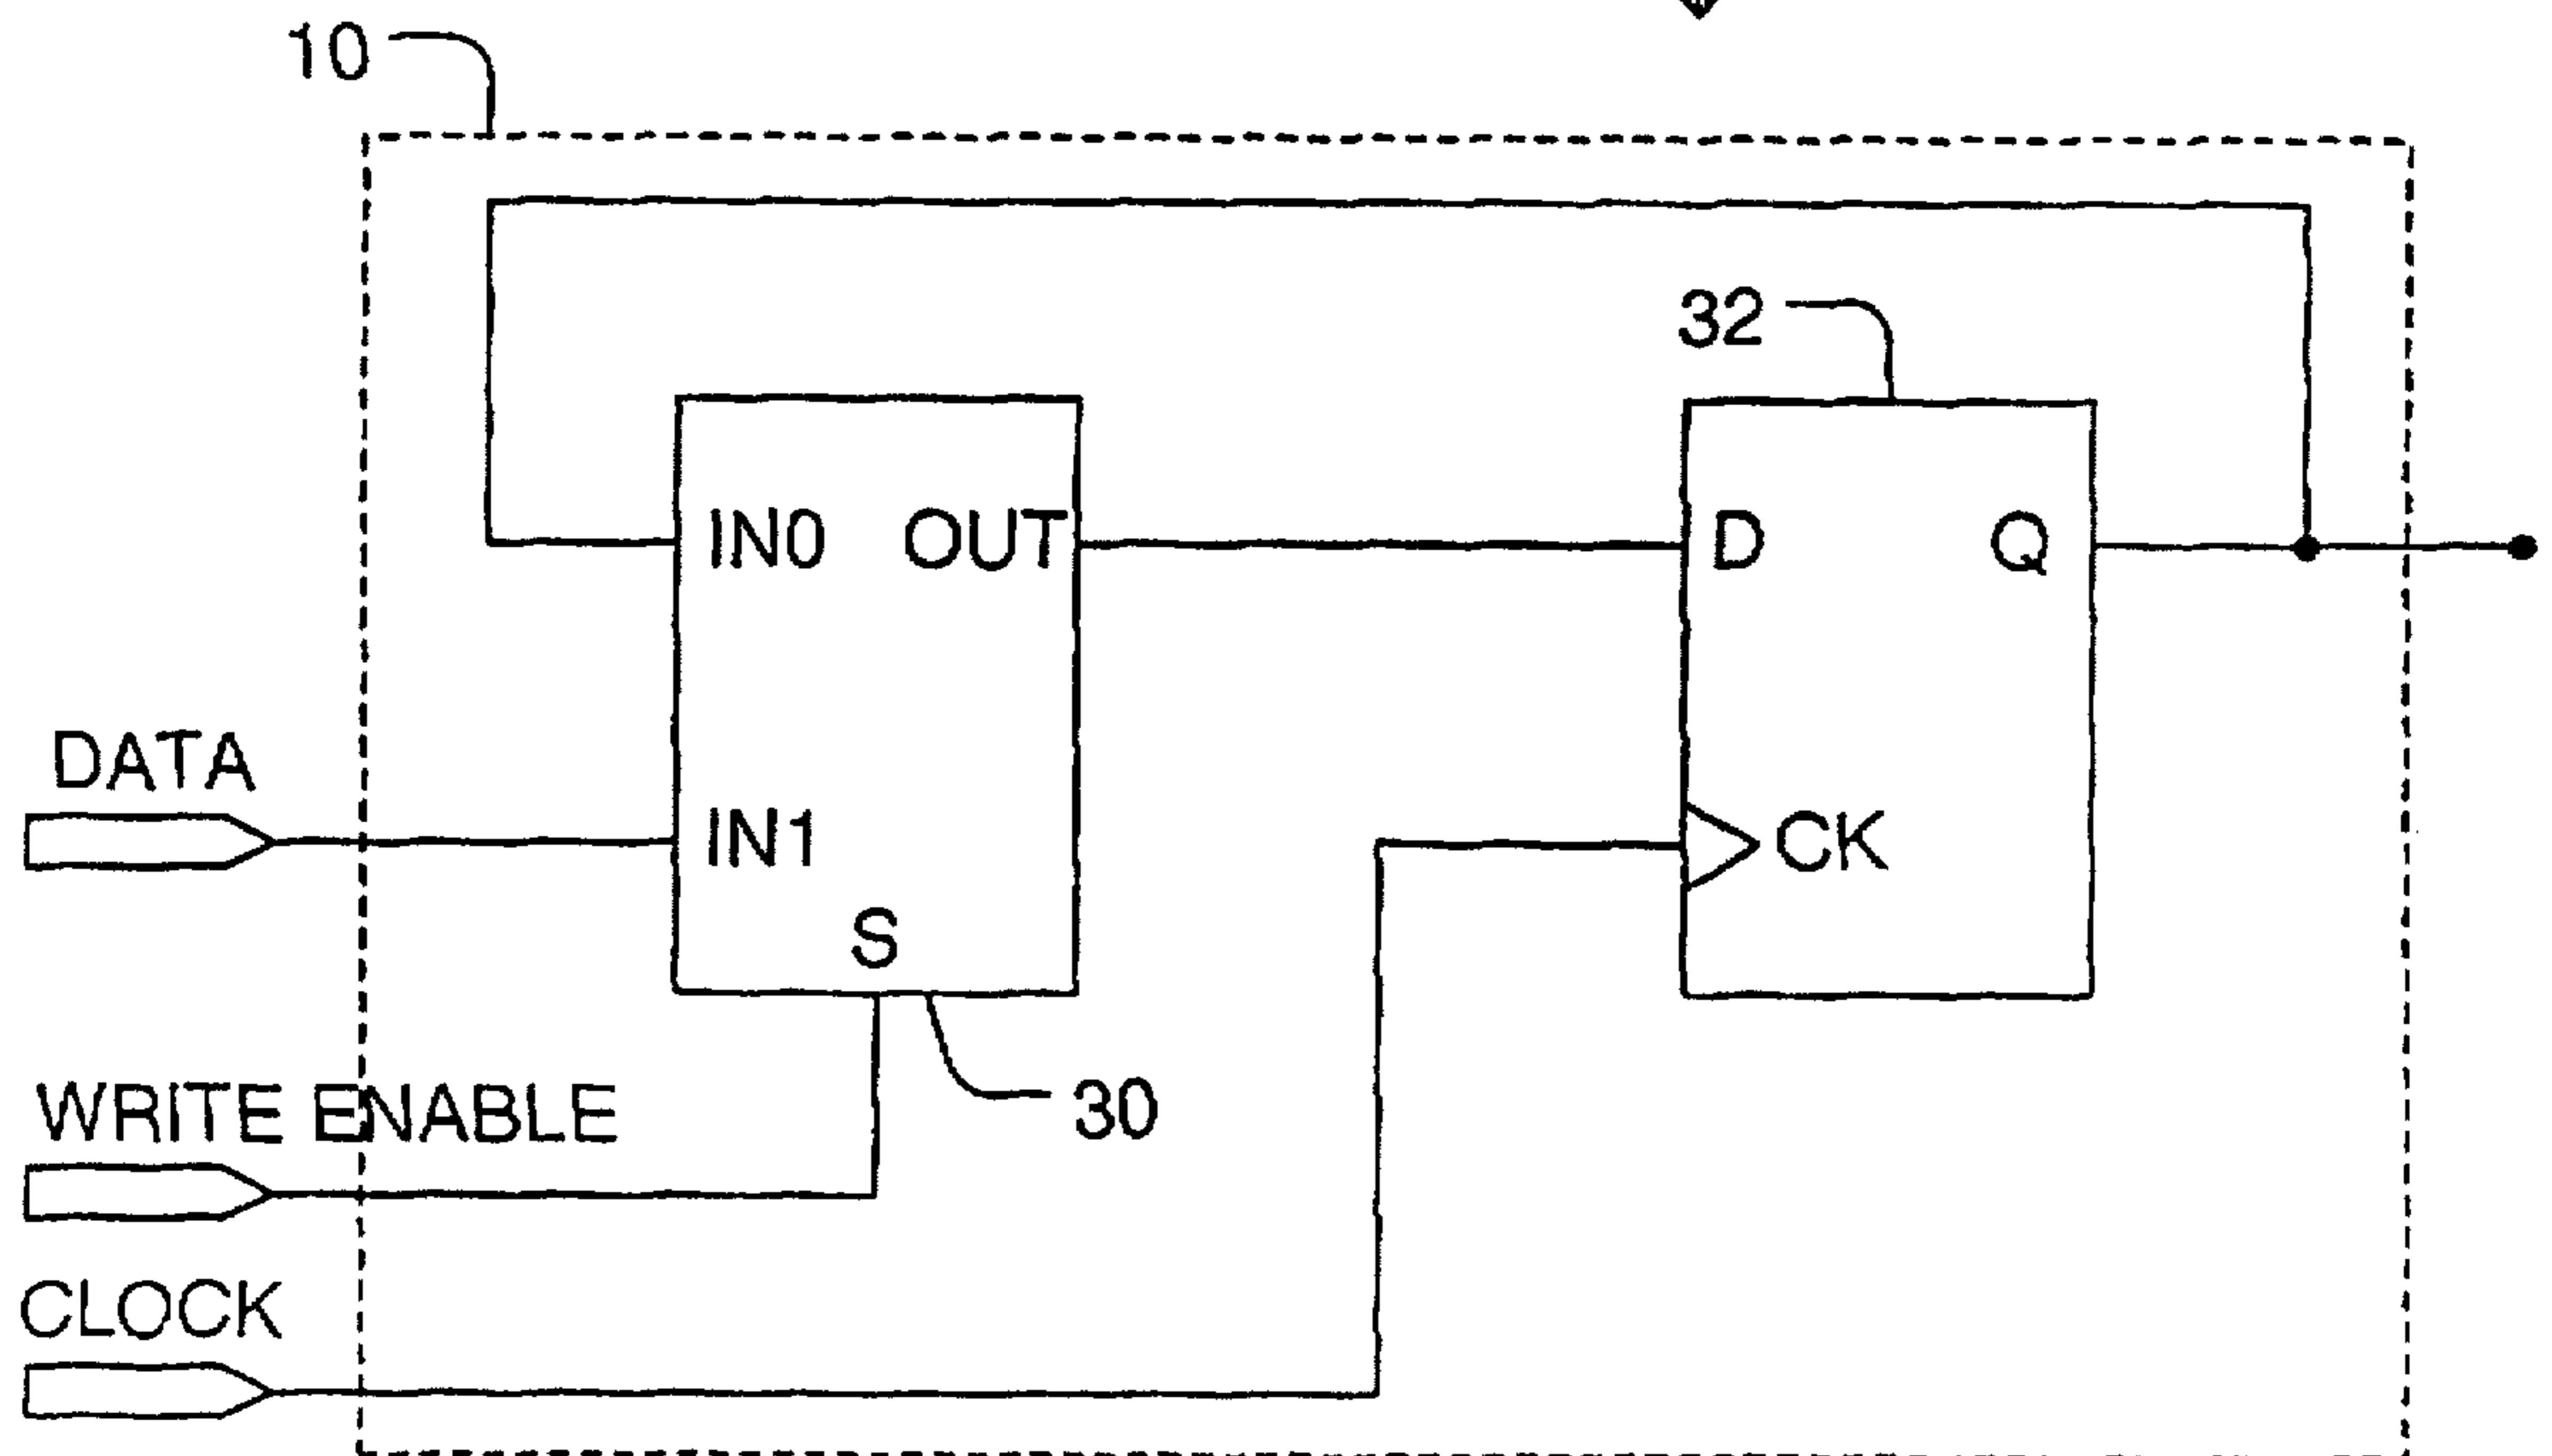 10
32
IN0 OUT
D Q
DATA
IN1
CK
S
WRITE ENABLE
30
CLOCK